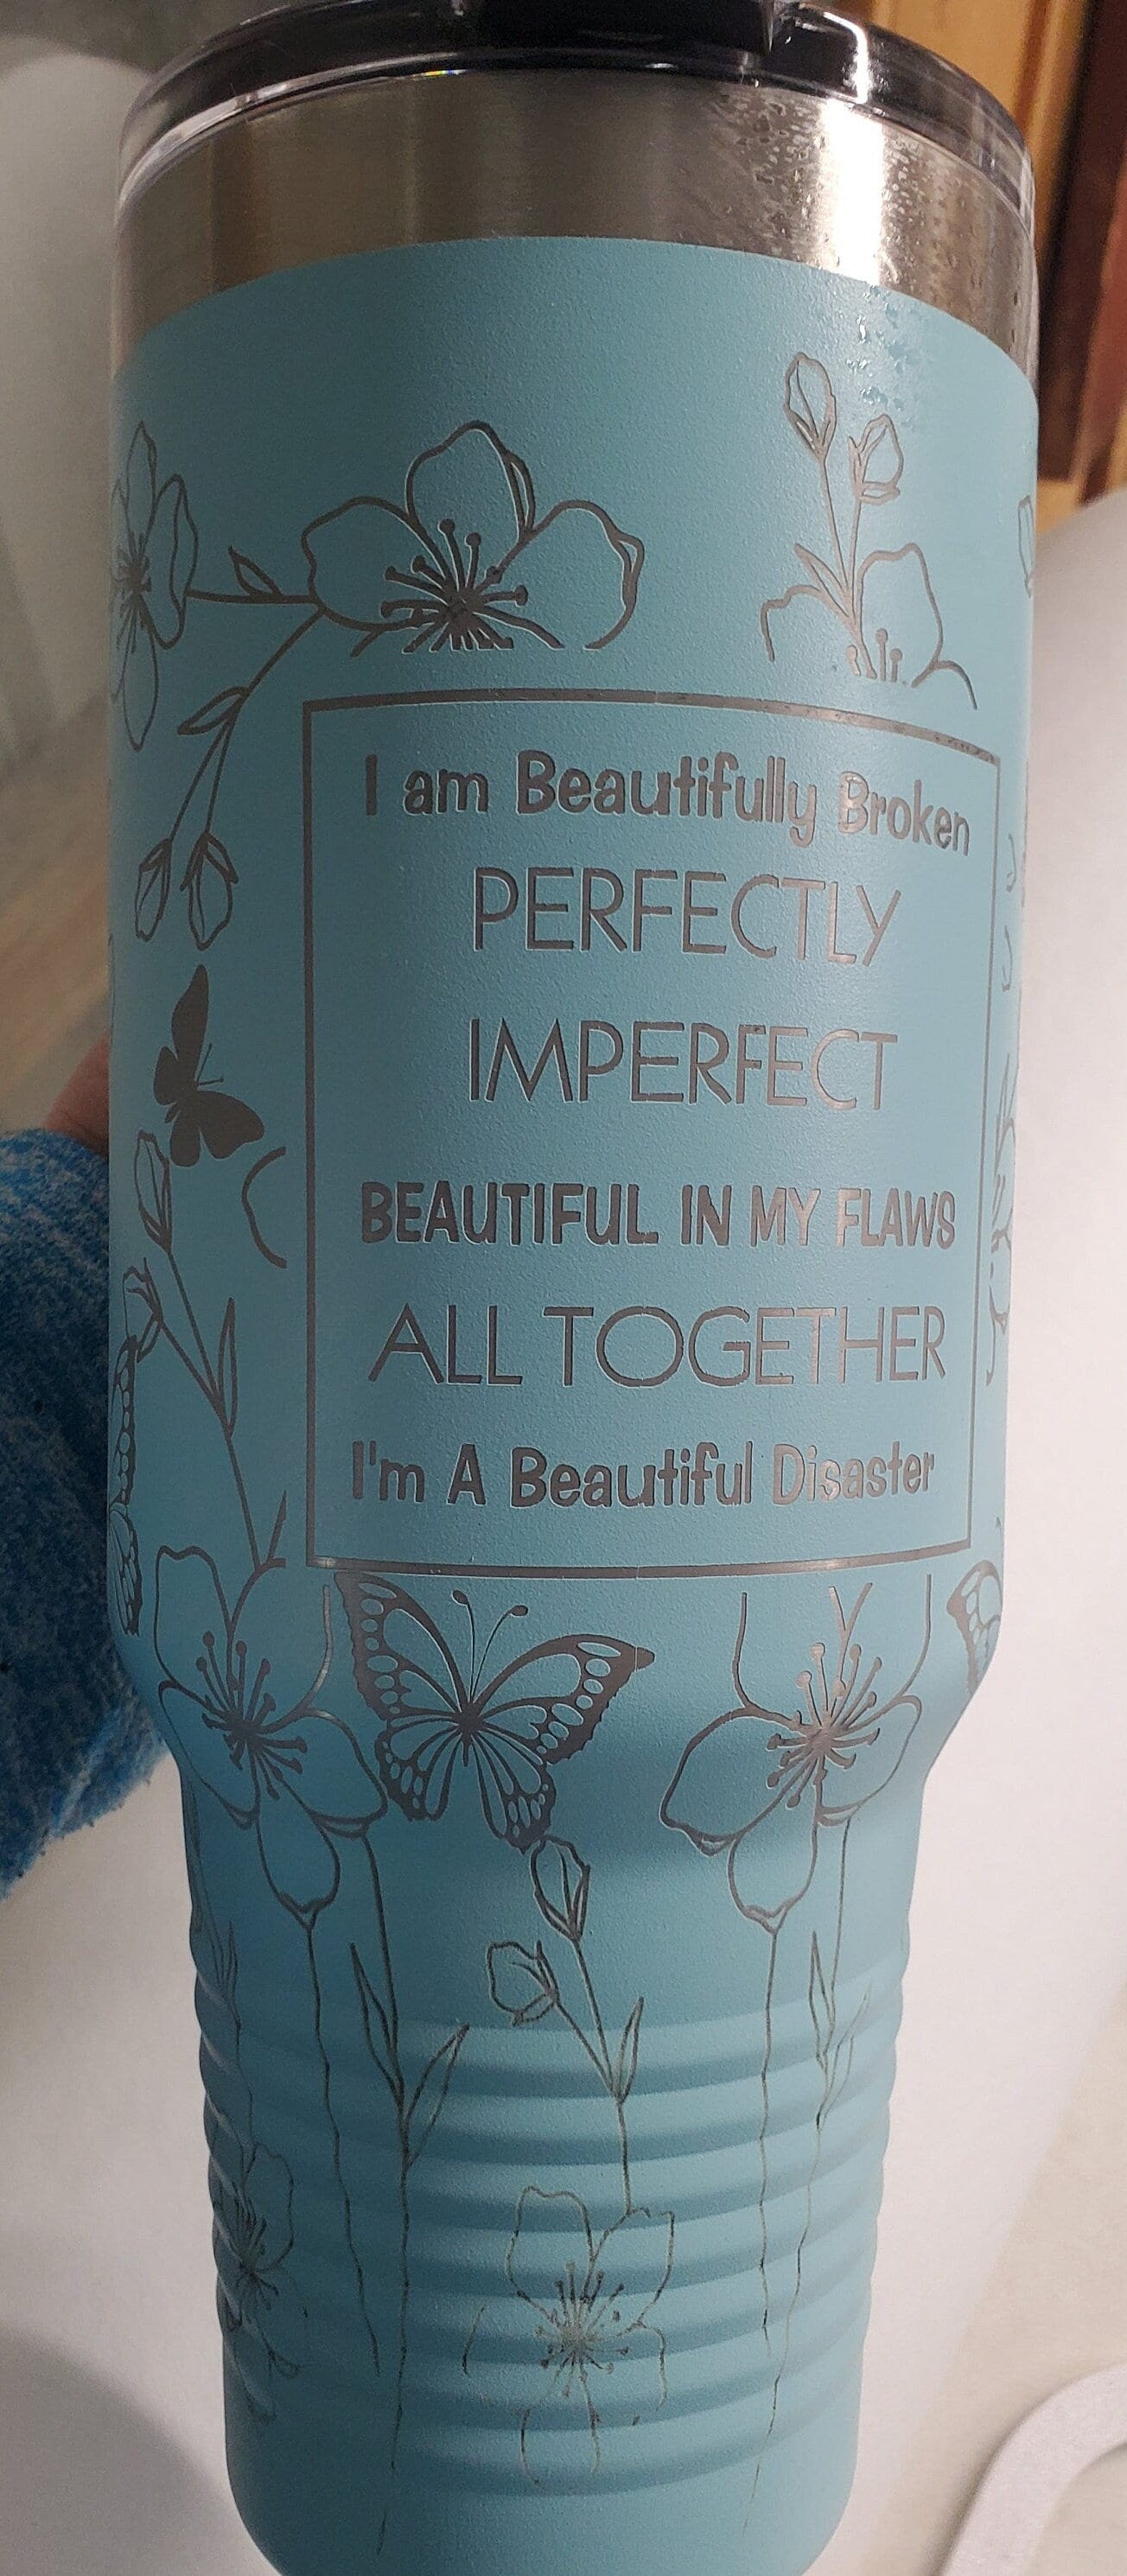 I am Beautifully Broken
PERFECTLY
IMPERFECT
BEAUTIFUL IN MY FLAWS
ALL TOGETHER
I'm A Beautiful Disaster